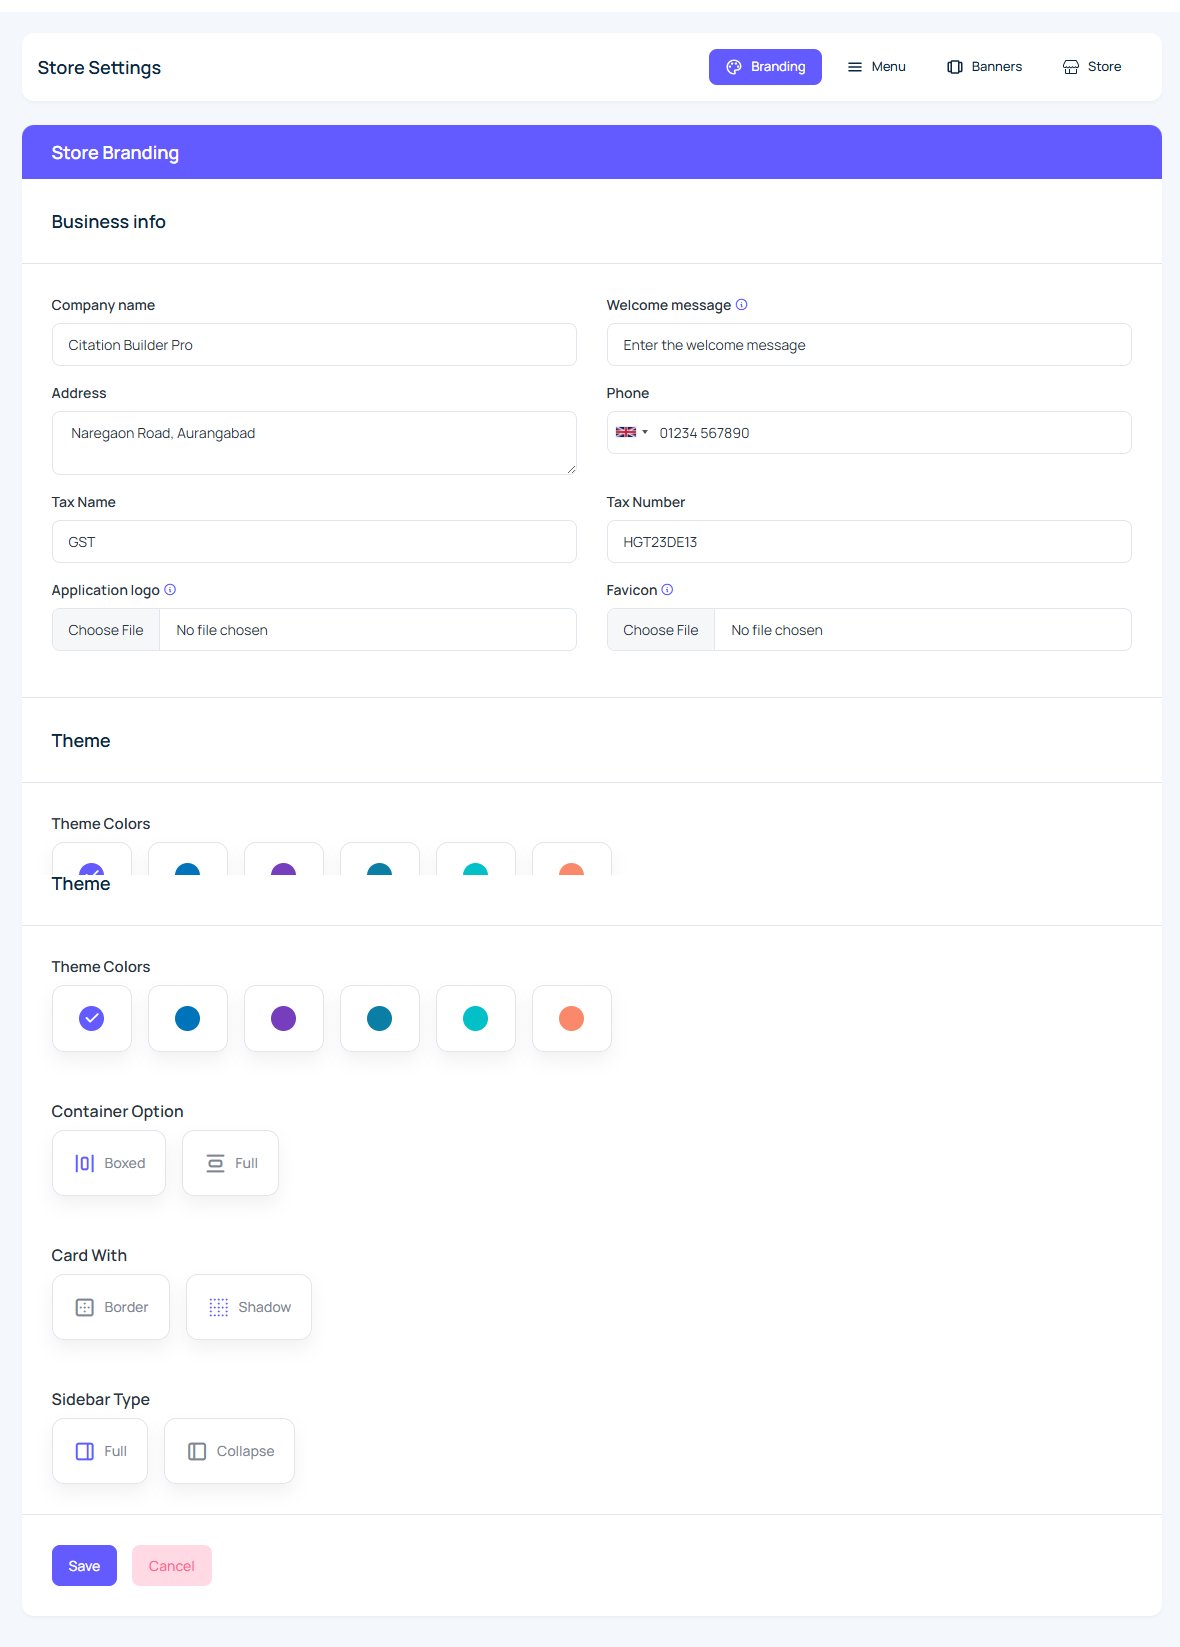 Store Settings
Branding
Menu
Banners
Store
Store Branding
Business info
Company name
Welcome message
Citation Builder Pro
Enter the welcome message
Address
Phone
Naregaon Road, Aurangabad
01234 567890
Tax Name
Tax Number
GST
HGT23DE13
Application logo
Favicon
Choose File No file chosen
Choose File No file chosen
Theme
Theme Colors
Theme
Theme Colors
Container Option
Boxed
Full
Card With
Border
Shadow
Sidebar Type
Full
Collapse
Save
Cancel